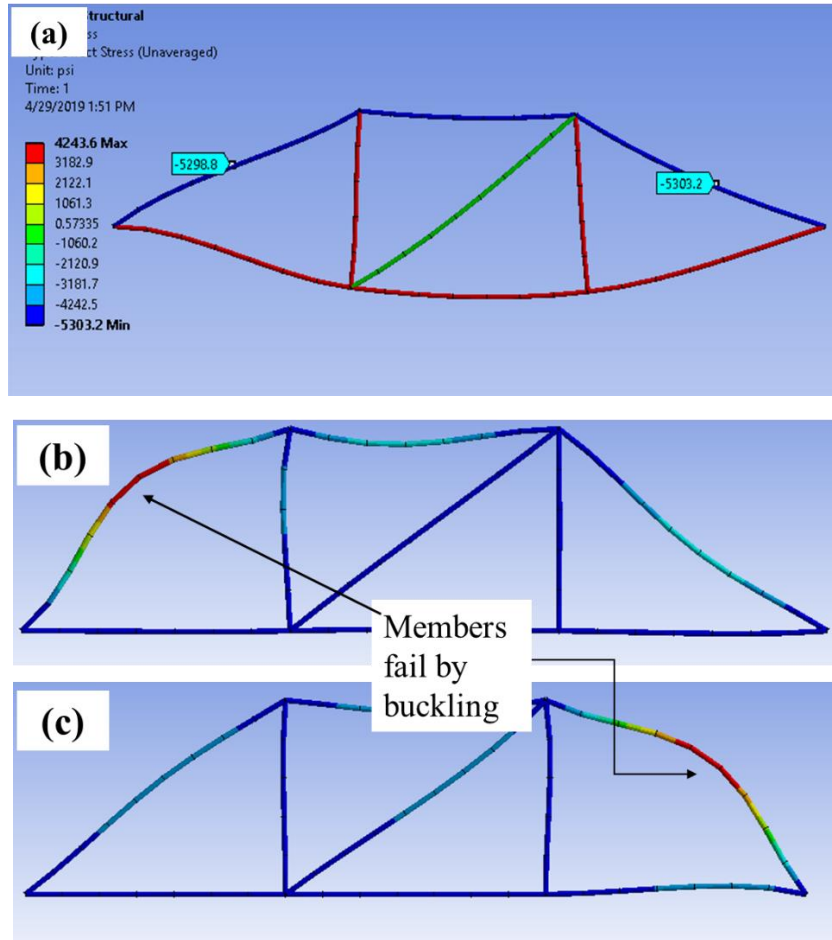 (a)
tructural
ss
ct Stress (Unaveraged)
Unit: psi
Time: 1
4/29/2019 1:51 PM
4243.6 Max
3182.9
2122.1
1061.3
0.57335
-1060.2
-2120.9
-3181.7
-4242.5
-5303.2 Min
-5298.8
-5303.2
(b)
Members
fail by
buckling
(c)